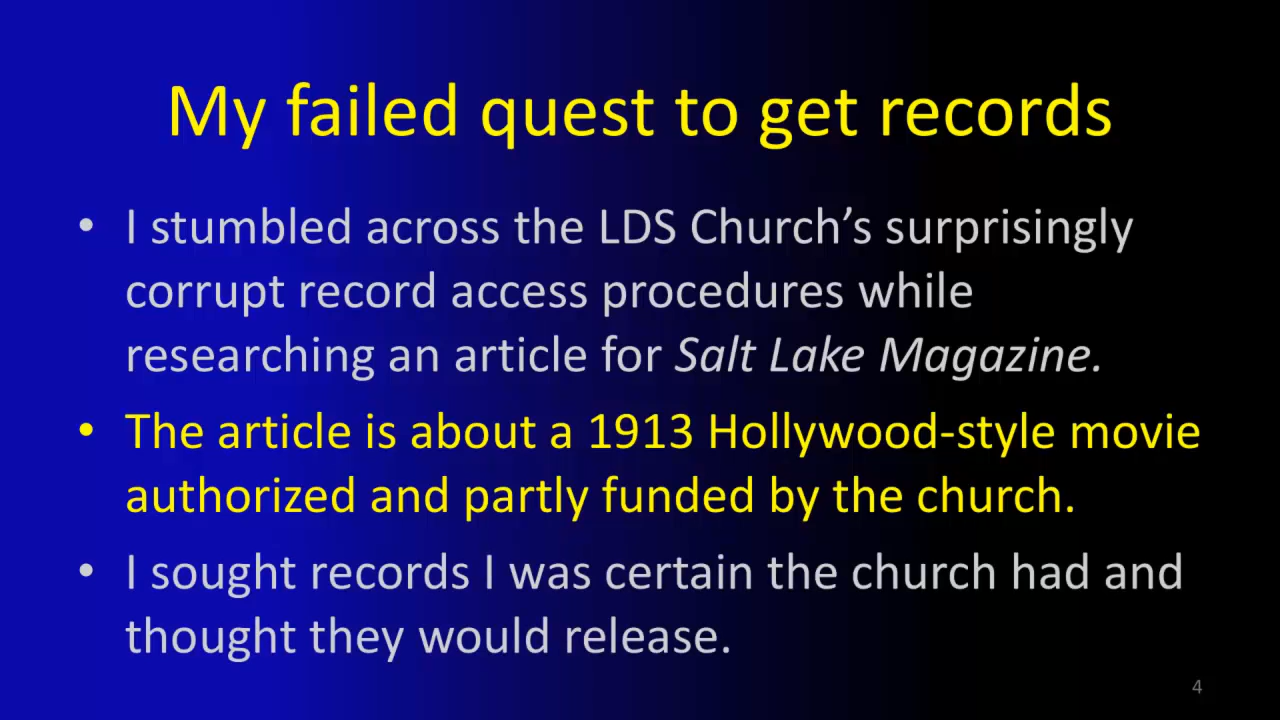 My failed quest to get records
• I stumbled across the LDS Church’s surprisingly
corrupt record access procedures while
researching an article for Salt Lake Magazine.
• The article is about a 1913 Hollywood-style movie
authorized and partly funded by the church.
• I sought records I was certain the church had and
thought they would release.
4